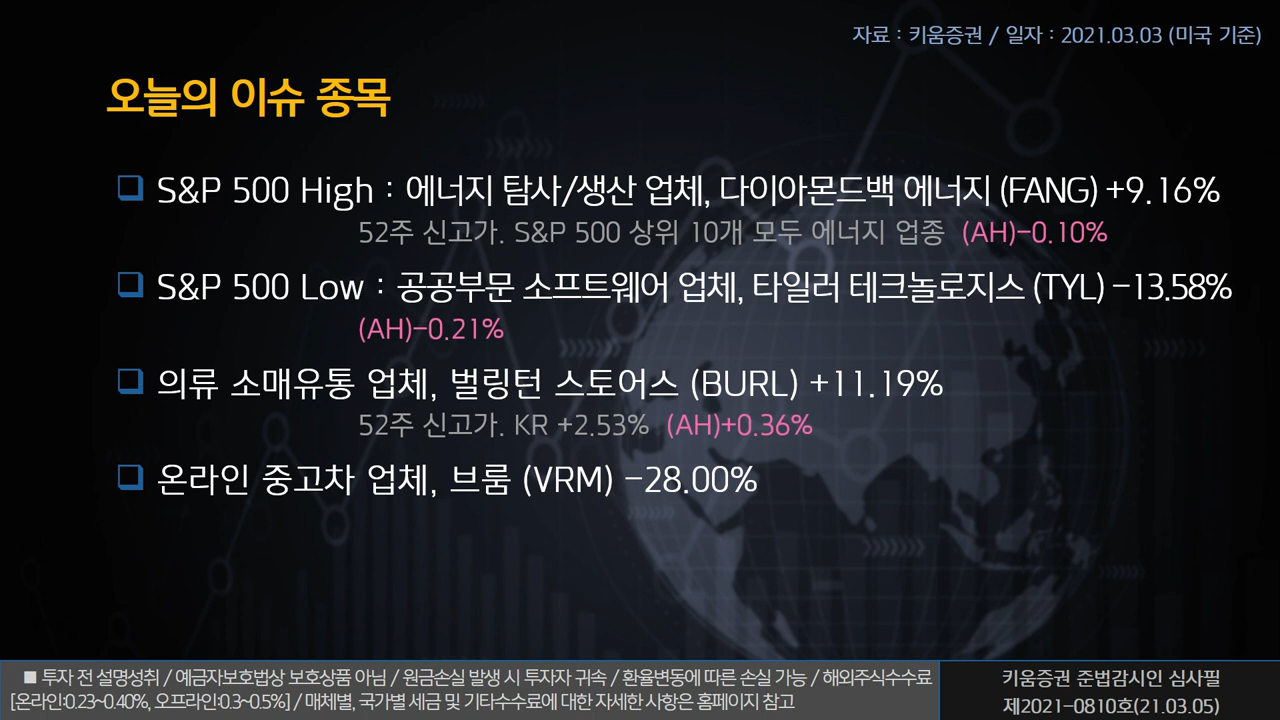 자료 : 키움증권 / 일자 : 2021.03.03 (미국 기준)
오늘의 이슈 종목
❑ S&P 500 High : 에너지 탐사/생산 업체, 다이아몬드백 에너지 (FANG) +9.16%
52주 신고가. S&P 500 상위 10개 모두 에너지 업종 (AH)-0.10%
❑ S&P 500 Low : 공공부문 소프트웨어 업체, 타일러 테크놀로지스 (TYL) -13.58%
(AH)-0.21%
❑ 의류 소매유통 업체, 벌링턴 스토어스 (BURL) +11.19%
52주 신고가. KR +2.53% (AH)+0.36%
❑ 온라인 중고차 업체, 브룸 (VRM) -28.00%
■ 투자 전 설명성취 / 예금자보호법상 보호상품 아님 / 원금손실 발생 시 투자자 귀속 / 환율변동에 따른 손실 가능 / 해외주식수수료
[온라인:0.23~0.40%, 오프라인:0.3~0.5%] / 매체별, 국가별 세금 및 기타수수료에 대한 자세한 사항은 홈페이지 참고
키움증권 준법감시인 심사필
제2021-0810호(21.03.05)